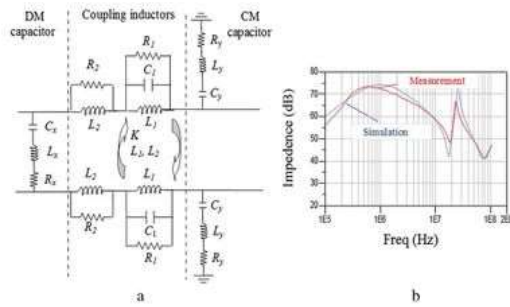 DM
capacitor
Coupling inductors
CM
capacitor
R1
C1
R2
L2
L1
Ry
Ly
Cy
Cx
Lx
Rx
K
L1, L2
L2
L1
R2
C1
R1
Cy
Ly
Ry
a
Impedence (dB)
80
70
60
50
40
30
20
Measurement
Simulation
1E5
1E6
1E7
1E8
2E8
Freq (Hz)
b